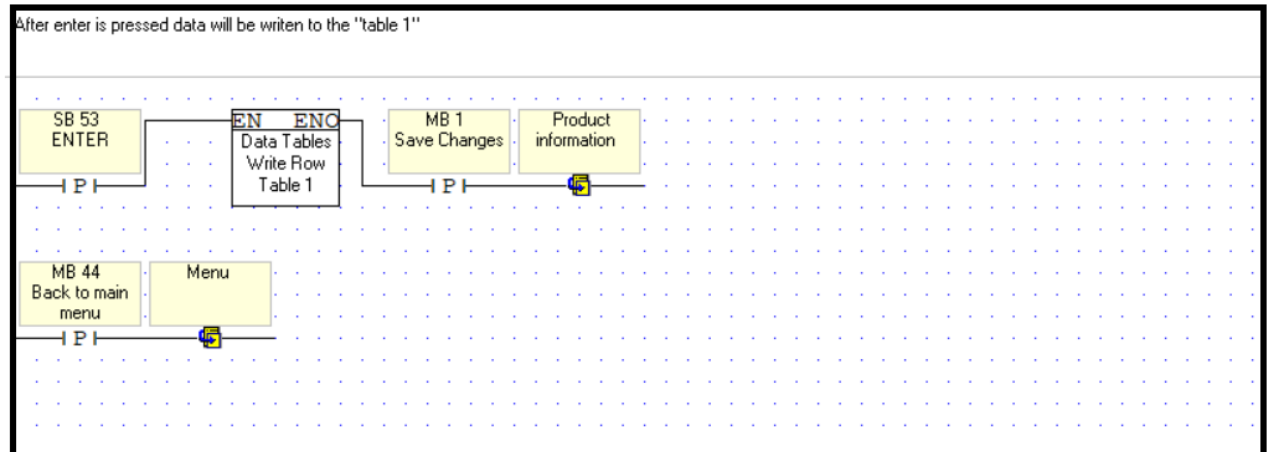 After enter is pressed data will be writen to the "table 1"
SB 53
ENTER
P
EN ENO
Data Tables
Write Row
Table 1
MB 1
Save Changes
P
Product
information
MB 44
Back to main
menu
P
Menu